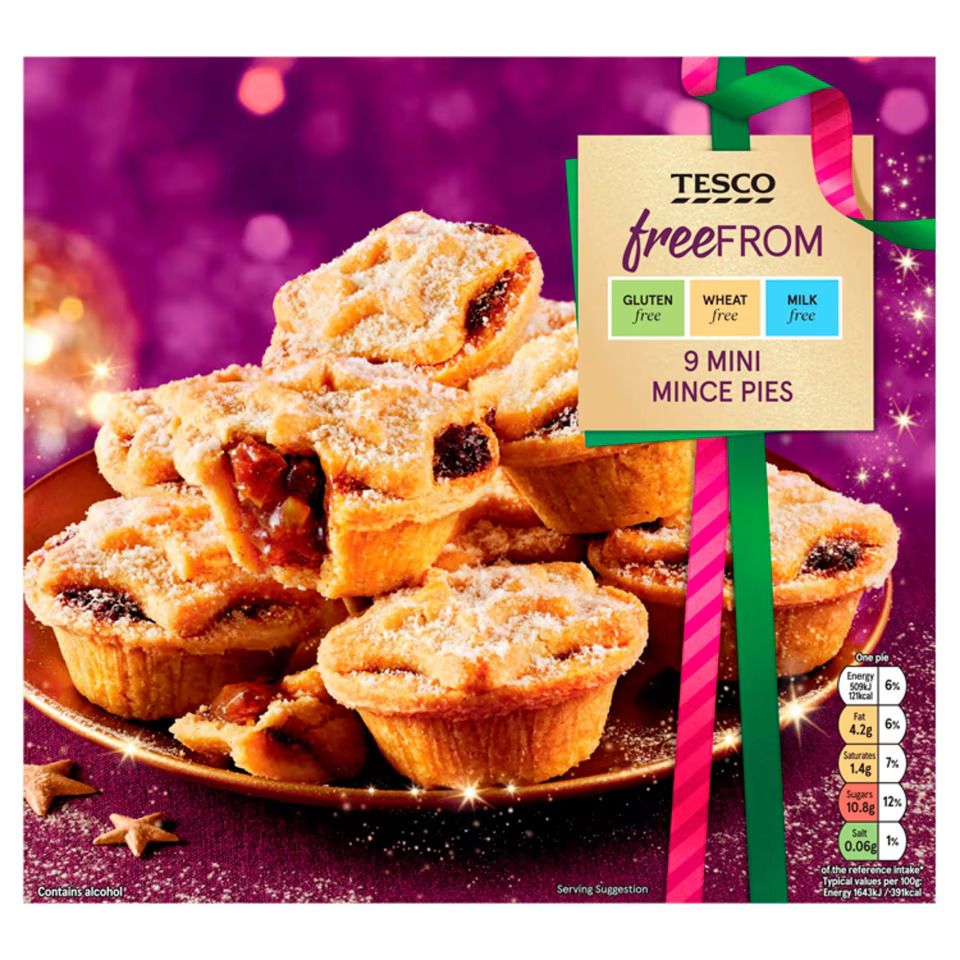 TESCO
freeFROM
GLUTEN
free
WHEAT
free
MILK
free
9 MINI
MINCE PIES
One pie
Energy
509kJ
121kcal
6%
Fat
4.2g
6%
Saturates
1.4g
7%
Sugars
10.8g
12%
Salt
0.06g
1%
of the reference intake*
Typical values per 100g:
Energy 1643kJ / 391kcal
Contains alcohol
Serving Suggestion